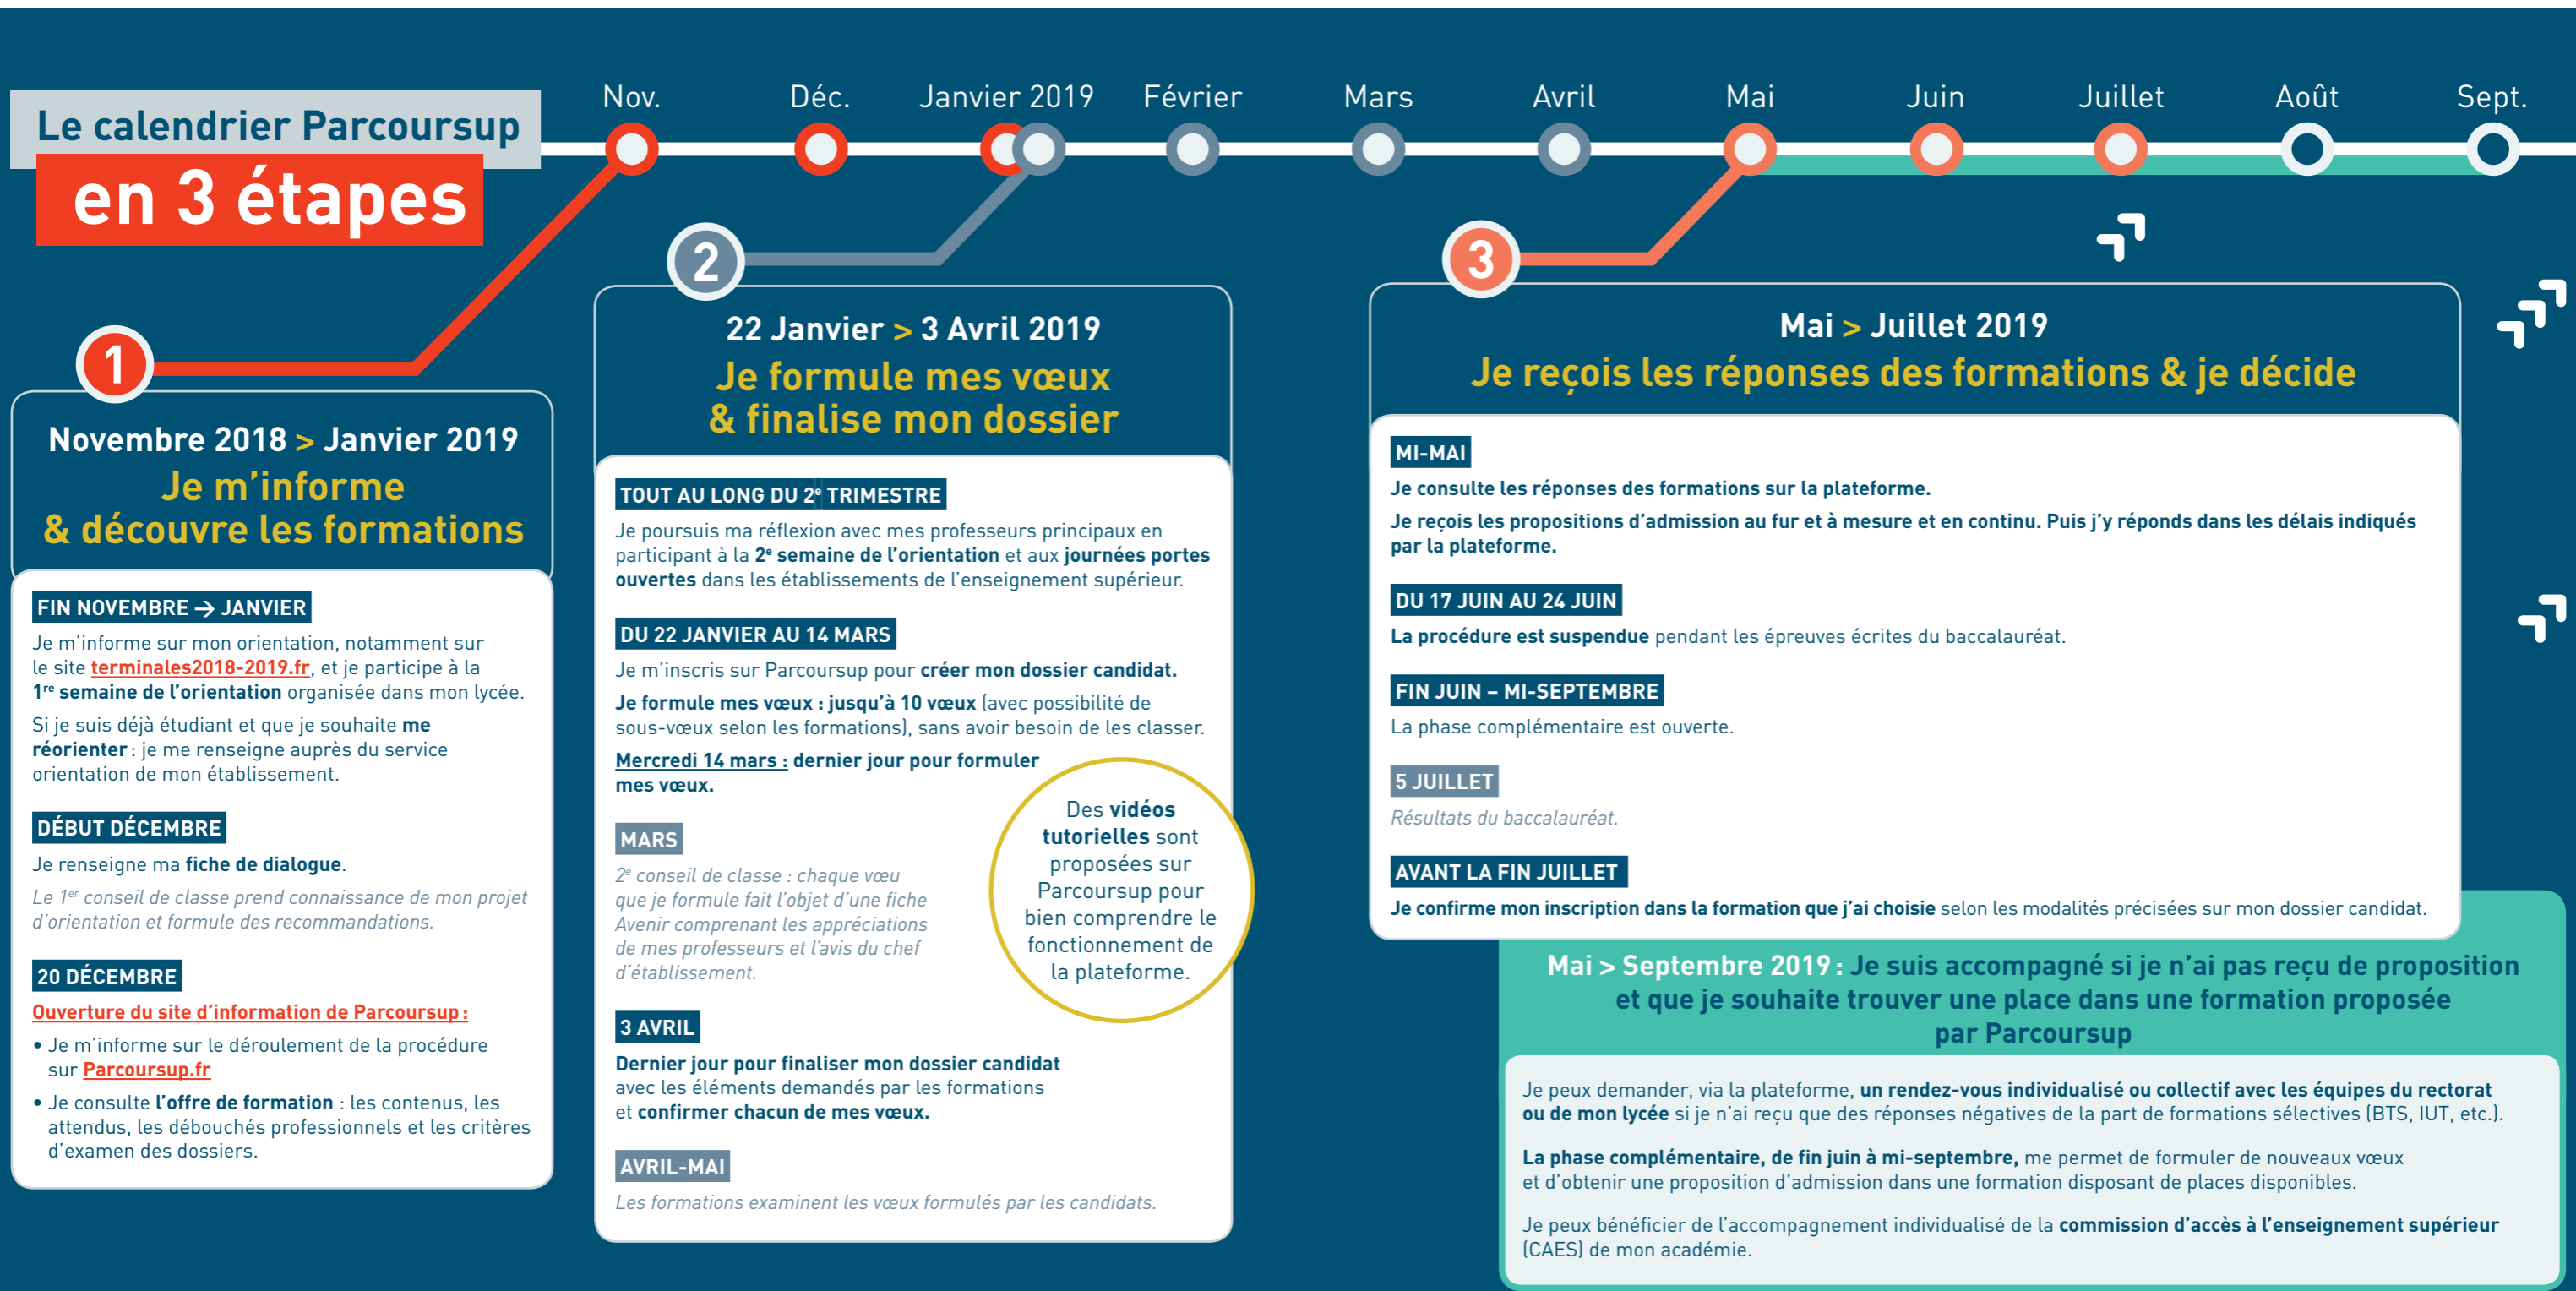 Le calendrier Parcoursup
en 3 étapes
Nov.
Déc.
Janvier 2019
Février
Mars
Avril
Mai
Juin
Juillet
Août
Sept.
1
Novembre 2018 > Janvier 2019
Je m’informe
& découvre les formations
FIN NOVEMBRE → JANVIER
Je m’informe sur mon orientation, notamment sur
le site terminales2018-2019.fr, et je participe à la
1re semaine de l’orientation organisée dans mon lycée.
Si je suis déjà étudiant et que je souhaite me
réorienter : je me renseigne auprès du service
orientation de mon établissement.
DÉBUT DÉCEMBRE
Je renseigne ma fiche de dialogue.
Le 1er conseil de classe prend connaissance de mon projet
d’orientation et formule des recommandations.
20 DÉCEMBRE
Ouverture du site d’information de Parcoursup :
• Je m’informe sur le déroulement de la procédure
sur Parcoursup.fr
• Je consulte l’offre de formation : les contenus, les
attendus, les débouchés professionnels et les critères
d’examen des dossiers.
2
22 Janvier > 3 Avril 2019
Je formule mes vœux
& finalise mon dossier
TOUT AU LONG DU 2e TRIMESTRE
Je poursuis ma réflexion avec mes professeurs principaux en
participant à la 2e semaine de l’orientation et aux journées portes
ouvertes dans les établissements de l’enseignement supérieur.
DU 22 JANVIER AU 14 MARS
Je m’inscris sur Parcoursup pour créer mon dossier candidat.
Je formule mes vœux : jusqu’à 10 vœux (avec possibilité de
sous-vœux selon les formations), sans avoir besoin de les classer.
Mercredi 14 mars : dernier jour pour formuler
mes vœux.
MARS
2e conseil de classe : chaque vœu
que je formule fait l’objet d’une fiche
Avenir comprenant les appréciations
de mes professeurs et l’avis du chef
d’établissement.
Des vidéos
tutorielles sont
proposées sur
Parcoursup pour
bien comprendre le
fonctionnement de
la plateforme.
3 AVRIL
Dernier jour pour finaliser mon dossier candidat
avec les éléments demandés par les formations
et confirmer chacun de mes vœux.
AVRIL-MAI
Les formations examinent les vœux formulés par les candidats.
3
Mai > Juillet 2019
Je reçois les réponses des formations & je décide
MI-MAI
Je consulte les réponses des formations sur la plateforme.
Je reçois les propositions d’admission au fur et à mesure et en continu. Puis j’y réponds dans les délais indiqués
par la plateforme.
DU 17 JUIN AU 24 JUIN
La procédure est suspendue pendant les épreuves écrites du baccalauréat.
FIN JUIN – MI-SEPTEMBRE
La phase complémentaire est ouverte.
5 JUILLET
Résultats du baccalauréat.
AVANT LA FIN JUILLET
Je confirme mon inscription dans la formation que j’ai choisie selon les modalités précisées sur mon dossier candidat.
Mai > Septembre 2019 : Je suis accompagné si je n’ai pas reçu de proposition
et que je souhaite trouver une place dans une formation proposée
par Parcoursup
Je peux demander, via la plateforme, un rendez-vous individualisé ou collectif avec les équipes du rectorat
ou de mon lycée si je n’ai reçu que des réponses négatives de la part de formations sélectives (BTS, IUT, etc.).
La phase complémentaire, de fin juin à mi-septembre, me permet de formuler de nouveaux vœux
et d’obtenir une proposition d’admission dans une formation disposant de places disponibles.
Je peux bénéficier de l’accompagnement individualisé de la commission d’accès à l’enseignement supérieur
(CAES) de mon académie.